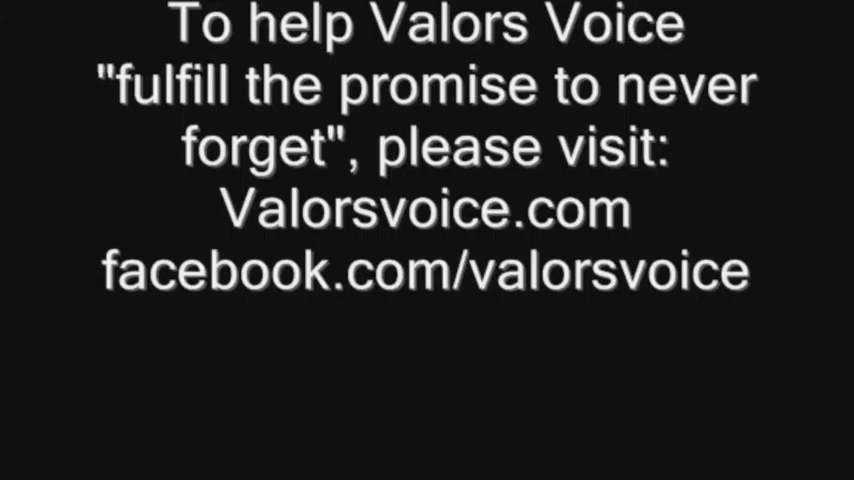 To help Valors Voice
"fulfill the promise to never
forget", please visit:
Valorsvoice.com
facebook.com/valorsvoice